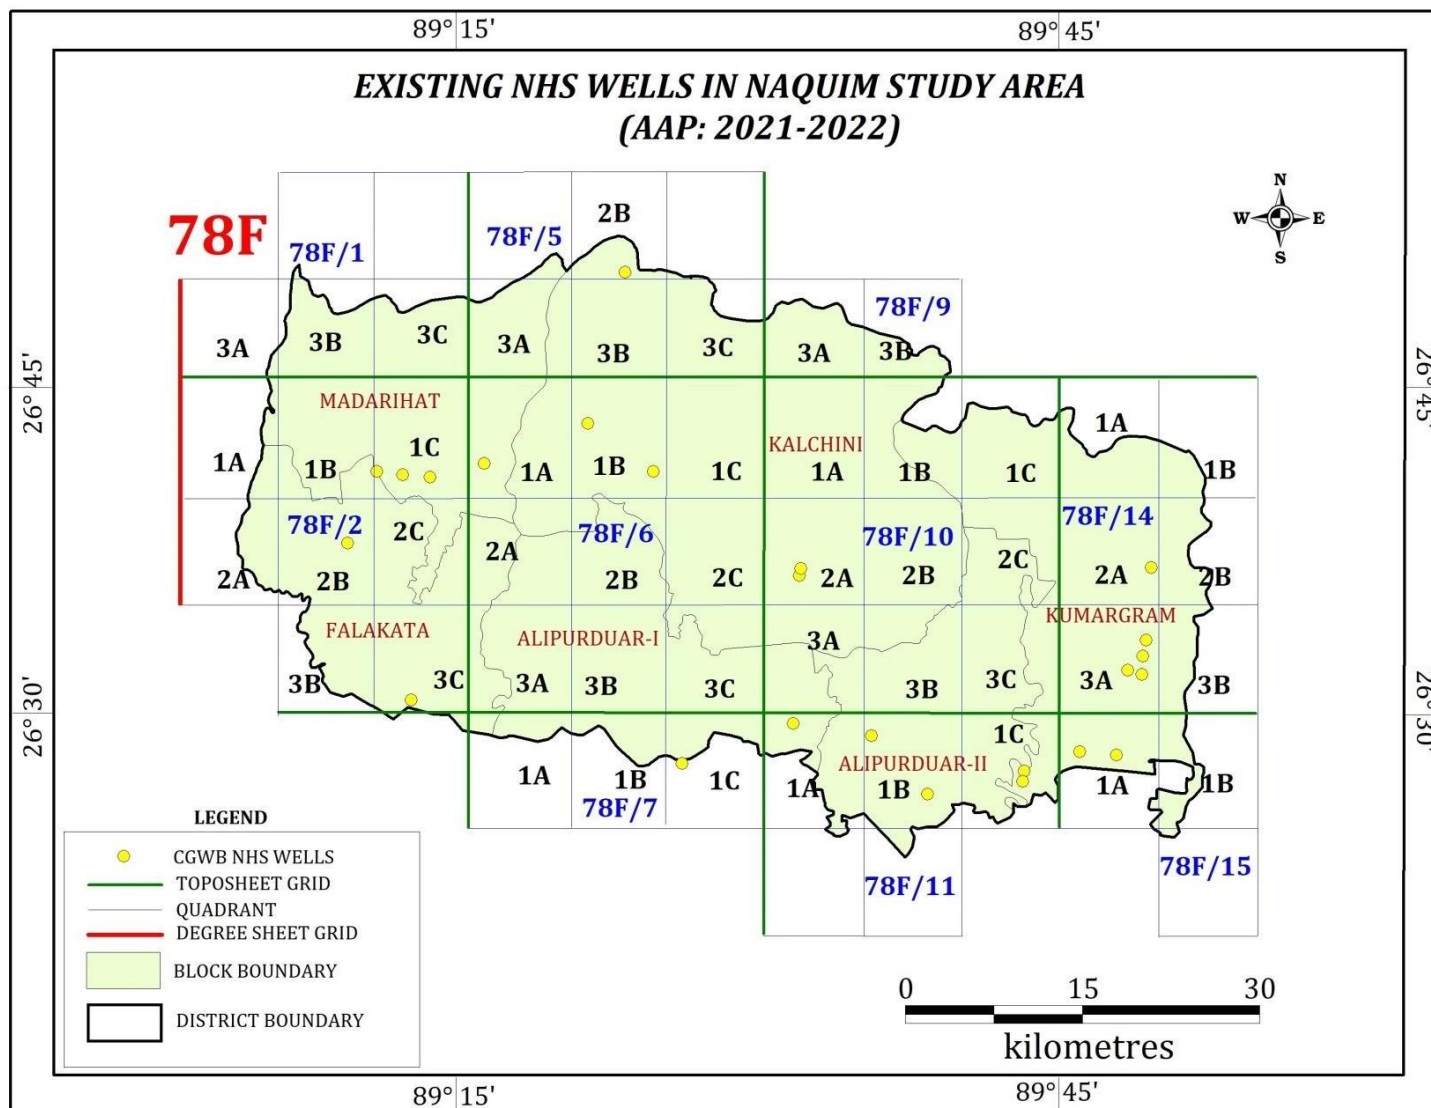 89° 15' 89° 45'
EXISTING NHS WELLS IN NAQUIM STUDY AREA
(AAP: 2021-2022)
N
W E
S
78F
2B
78F/1 78F/5
78F/9
3A 3B 3C 3A 3B 3C 3A 3B
26° 45' 26° 45'
MADARIHAT
1A
KALCHINI
1A 1B 1C 1A 1B 1C 1A 1B 1C 1B
78F/2 2C 78F/6 78F/10 78F/14
2A 2C
2A 2B 2B 2C 2A 2B 2A 2B
KUMARGRAM
FALAKATA ALIPURDUAR-I 3A
3B 3C 3A 3B 3C 3B 3C 3A 3B
26° 30' 26° 30'
1C
ALIPURDUAR-II
1A 1B 1C 1A 1B 1A 1B
78F/7
78F/15
78F/11
LEGEND
CGWB NHS WELLS
TOPOSHEET GRID
QUADRANT
DEGREE SHEET GRID
BLOCK BOUNDARY
DISTRICT BOUNDARY
0 15 30
kilometres
89° 15' 89° 45'